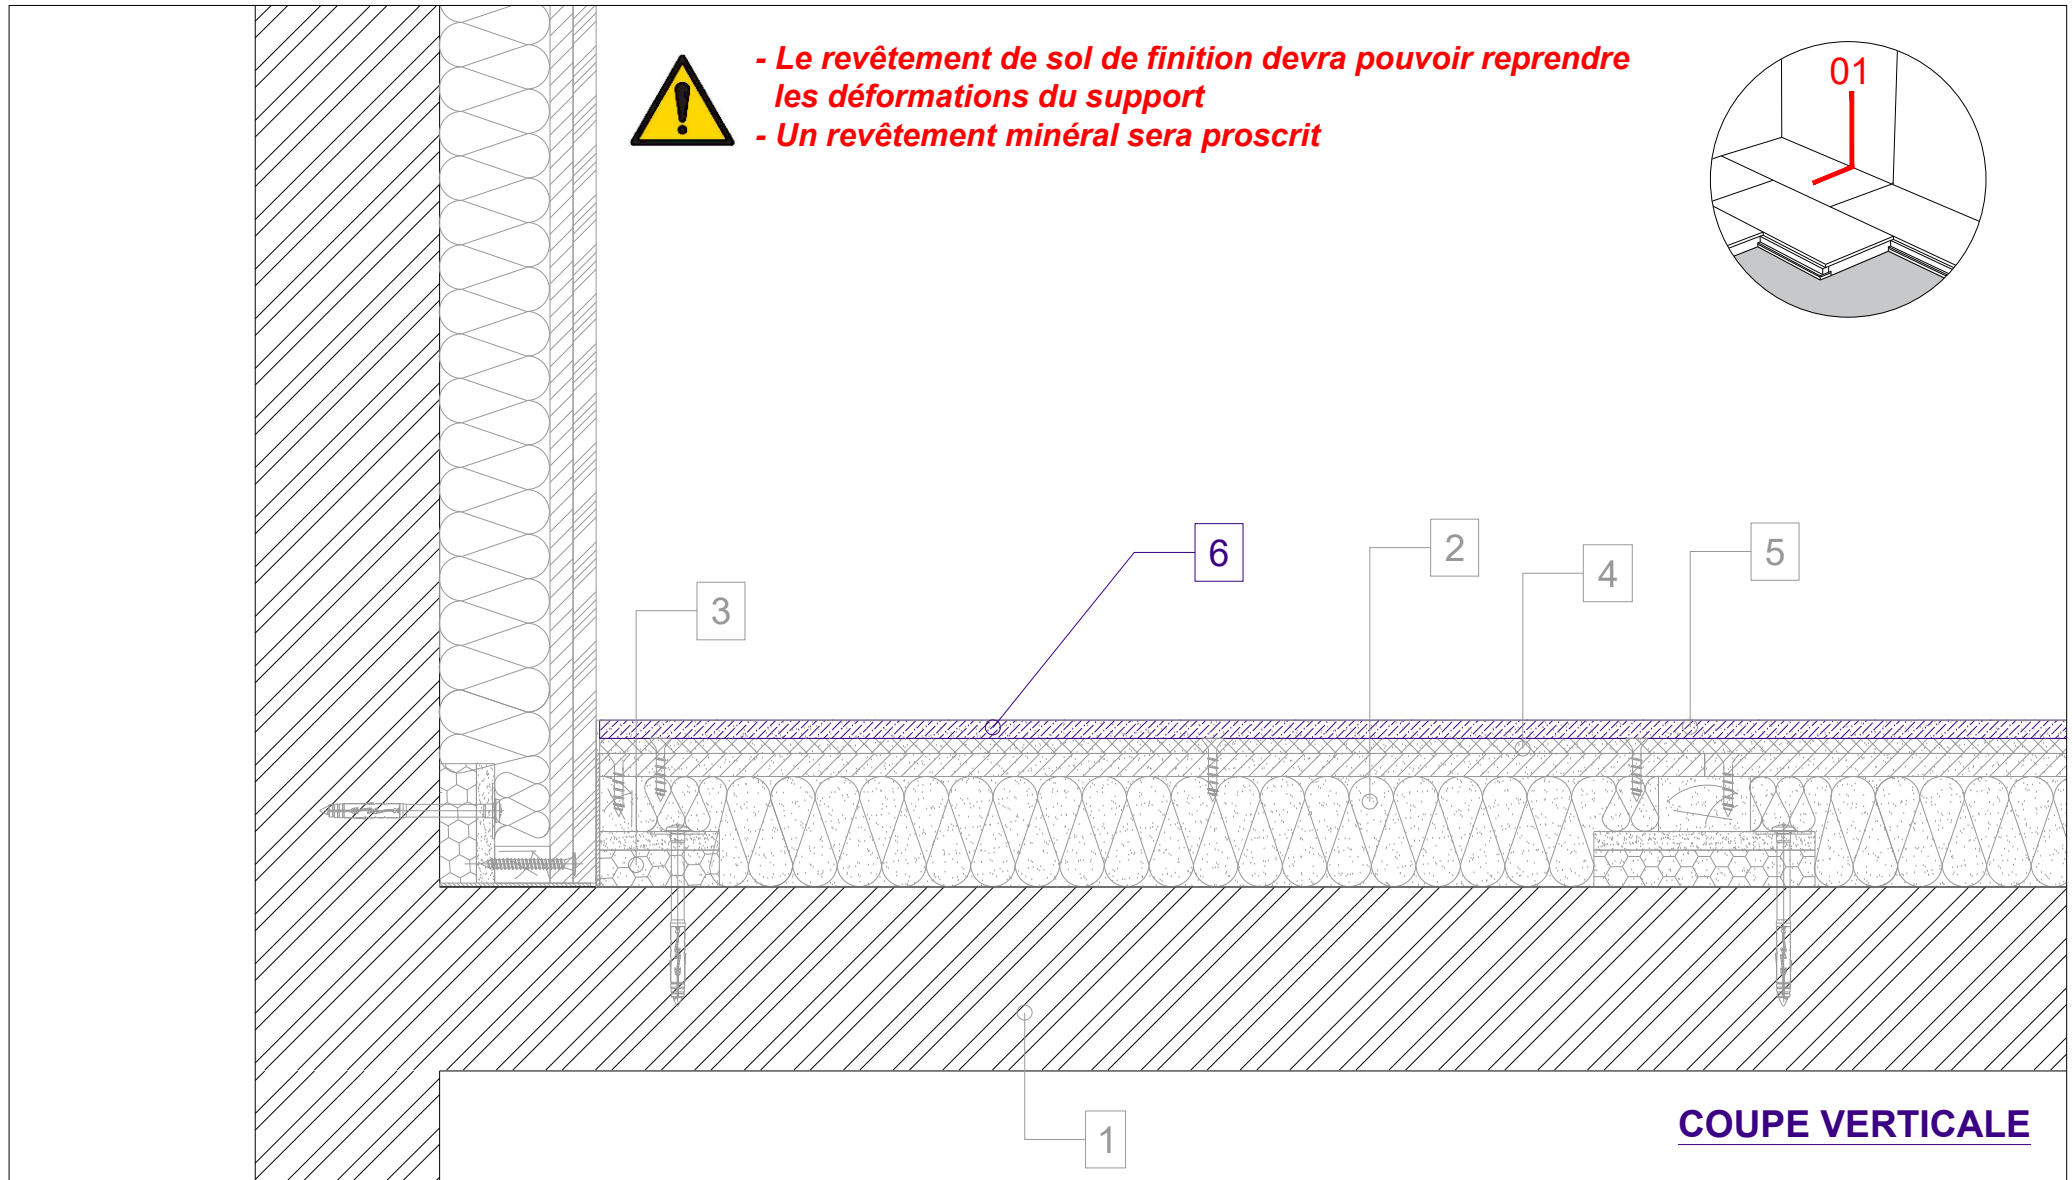 - Le revêtement de sol de finition devra pouvoir reprendre
les déformations du support
- Un revêtement minéral sera proscrit
01
6
2
5
4
3
1
COUPE VERTICALE